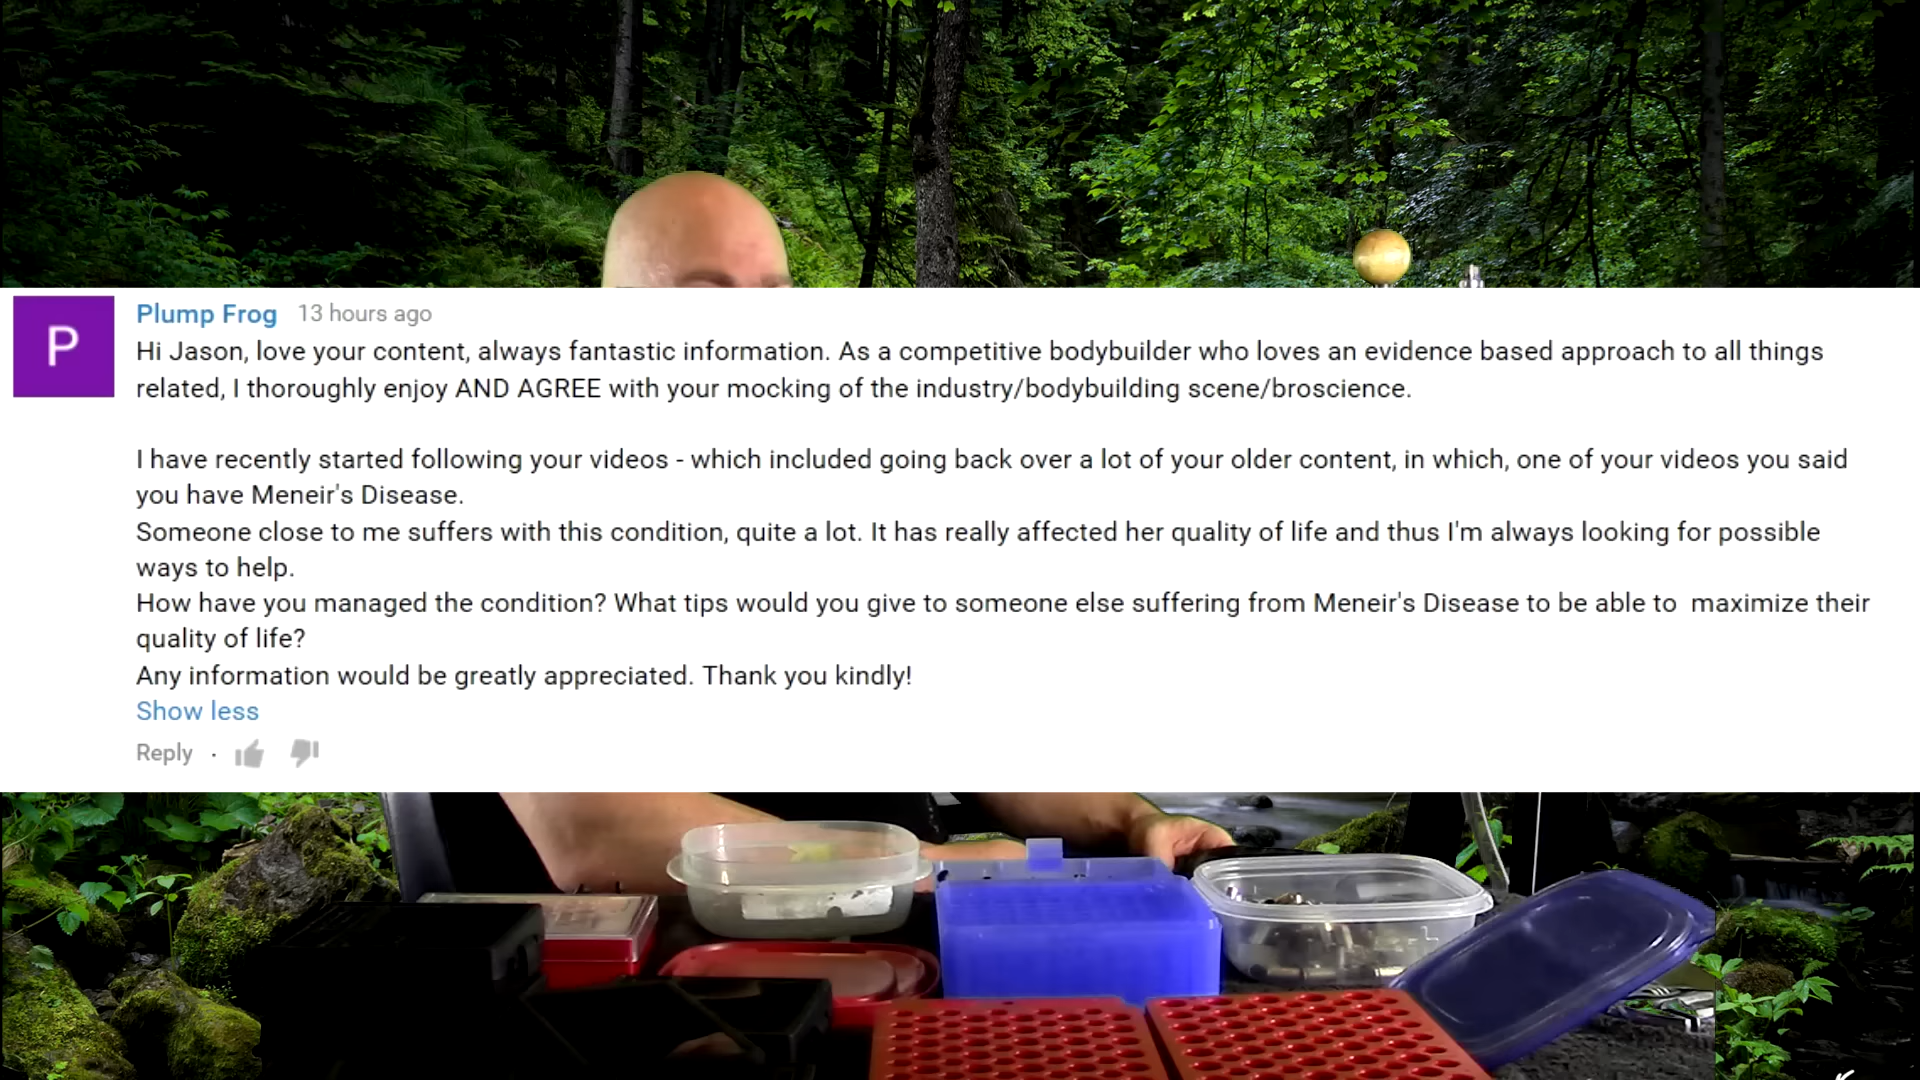 P
Plump Frog 13 hours ago
Hi Jason, love your content, always fantastic information. As a competitive bodybuilder who loves an evidence based approach to all things
related, I thoroughly enjoy AND AGREE with your mocking of the industry/bodybuilding scene/broscience.
I have recently started following your videos - which included going back over a lot of your older content, in which, one of your videos you said
you have Meneir's Disease.
Someone close to me suffers with this condition, quite a lot. It has really affected her quality of life and thus I'm always looking for possible
ways to help.
How have you managed the condition? What tips would you give to someone else suffering from Meneir's Disease to be able to  maximize their
quality of life?
Any information would be greatly appreciated. Thank you kindly!
Show less
Reply ·